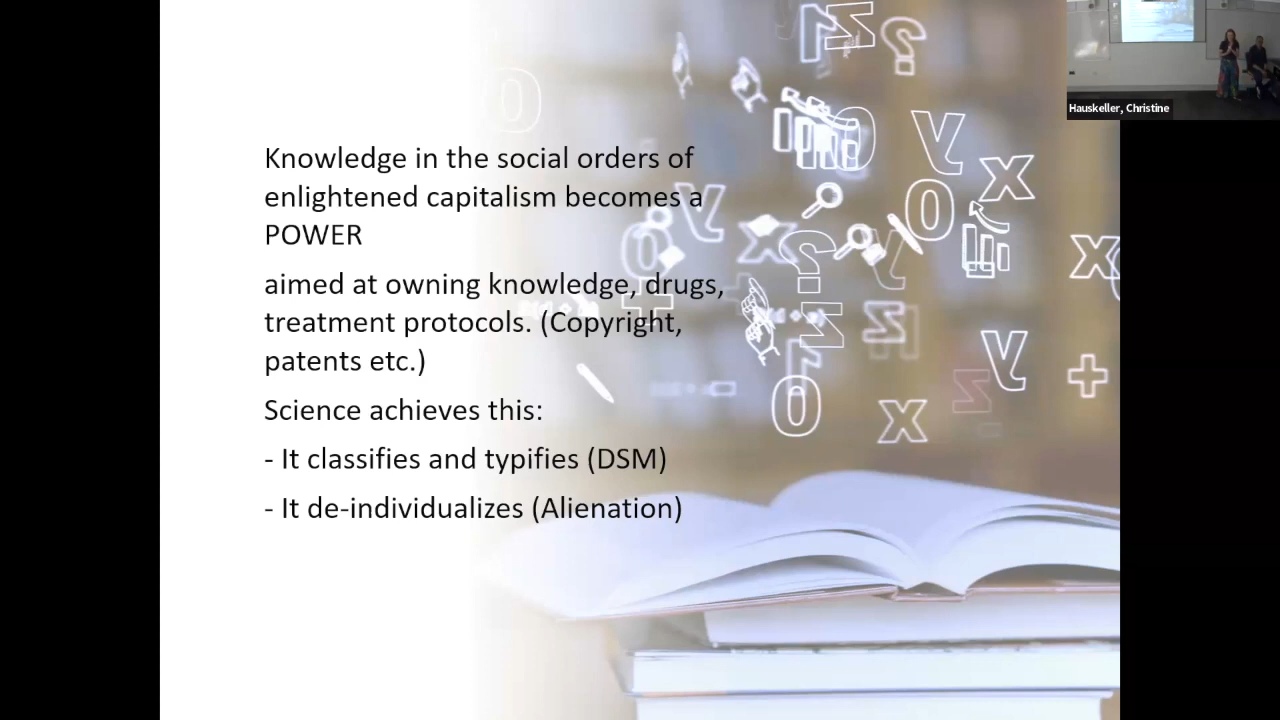 Knowledge in the social orders of
enlightened capitalism becomes a
POWER
aimed at owning knowledge, drugs,
treatment protocols. (Copyright,
patents etc.)
Science achieves this:
- It classifies and typifies (DSM)
- It de-individualizes (Alienation)
Hauskeller, Christine